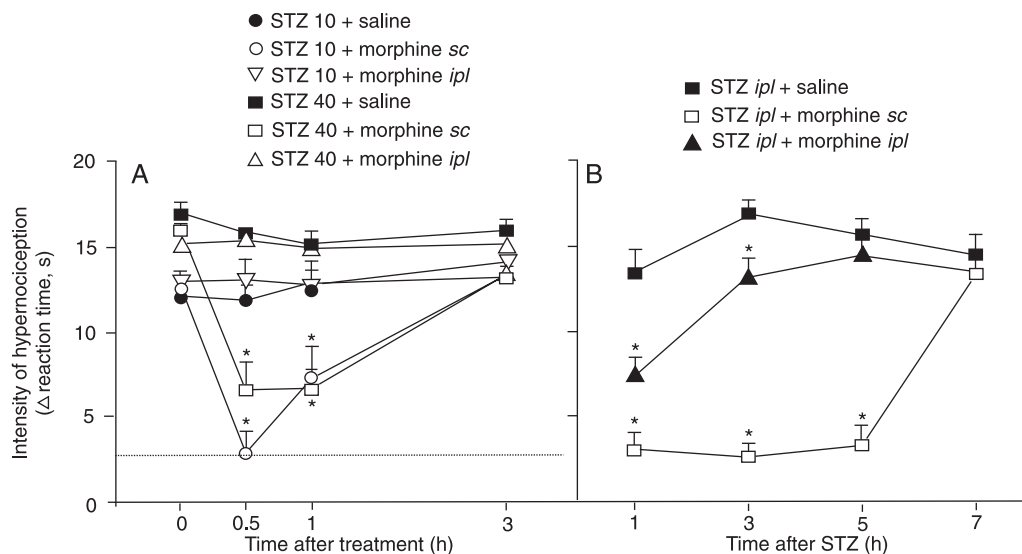 STZ 10 + saline
STZ 10 + morphine sc
STZ 10 + morphine ipl
STZ 40 + saline
STZ 40 + morphine sc
STZ 40 + morphine ipl
STZ ipl + saline
STZ ipl + morphine sc
STZ ipl + morphine ipl
Intensity of hypernociception
(Δ reaction time, s)
20
15
10
5
0
A
*
*
*
*
0
0.5
1
3
Time after treatment (h)
B
*
*
*
*
*
1
3
5
7
Time after STZ (h)